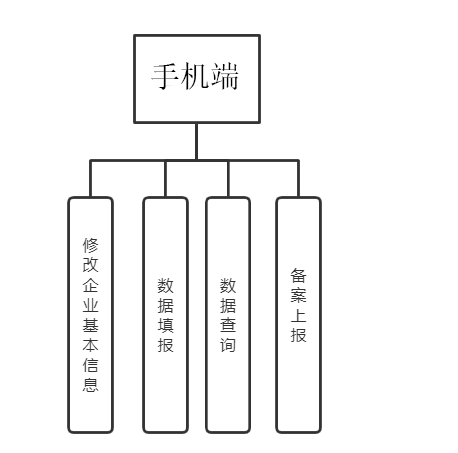 手机端
修改企业基本信息
数据填报
数据查询
备案上报